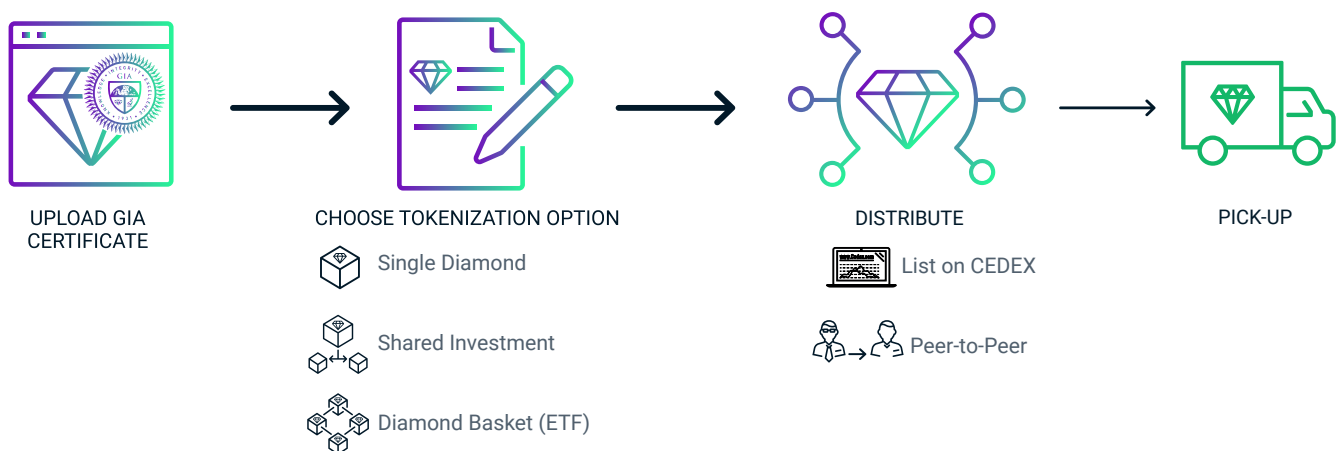 GIA
UPLOAD GIA
CERTIFICATE
CHOOSE TOKENIZATION OPTION
Single Diamond
Shared Investment
Diamond Basket (ETF)
DISTRIBUTE
List on CEDEX
Peer-to-Peer
PICK-UP